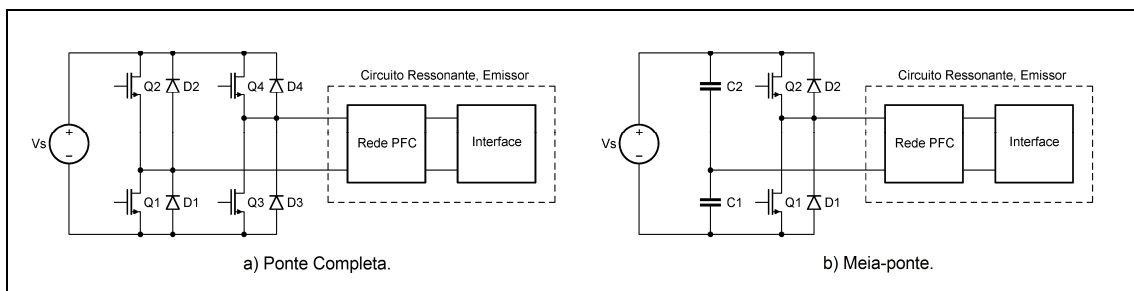 Circuito Ressonante, Emissor
Q2 D2 Q4 D4
Vs + −
Rede PFC Interface
Q1 D1 Q3 D3
a) Ponte Completa.
Circuito Ressonante, Emissor
C2 Q2 D2
Vs + −
Rede PFC Interface
C1 Q1 D1
b) Meia-ponte.